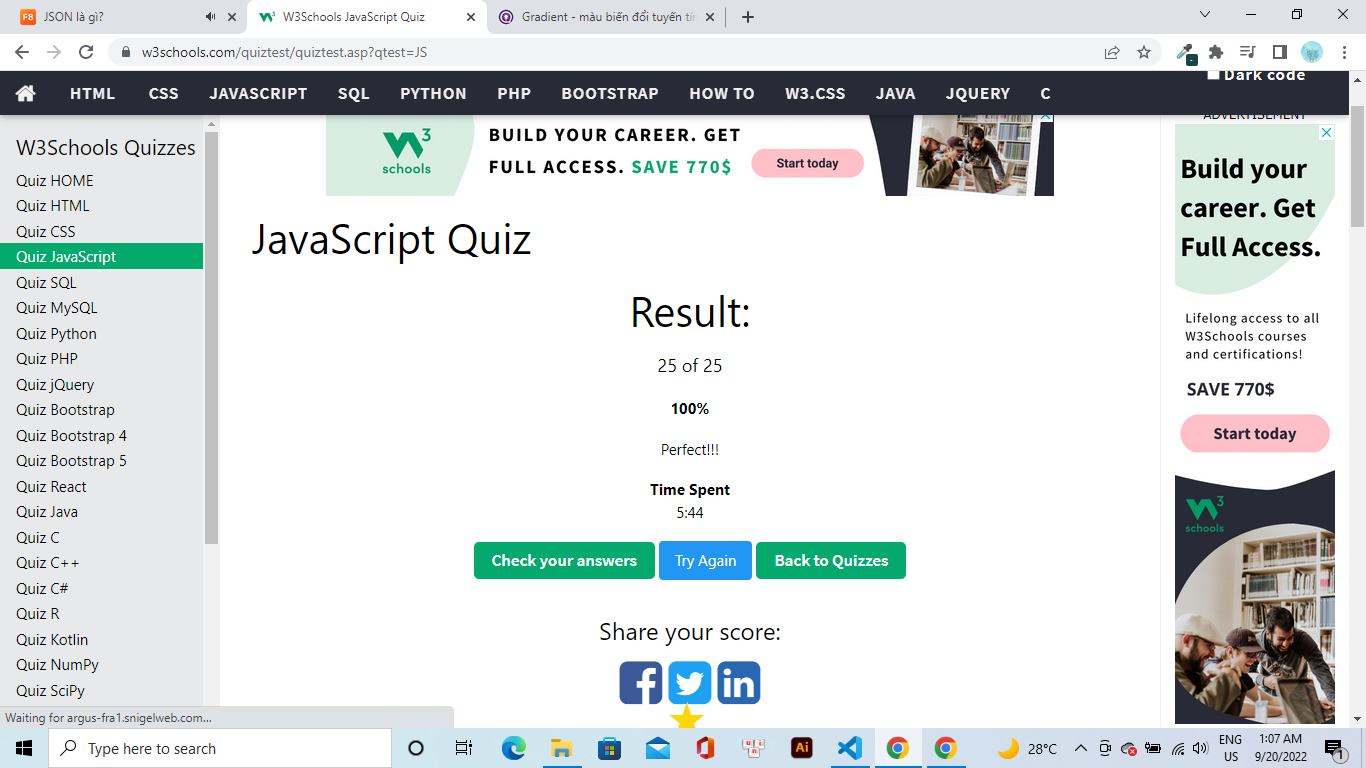 JSON là gì?
W3Schools JavaScript Quiz
Gradient - màu biến đổi tuyến tín
w3schools.com/quiztest/quiztest.asp?qtest=JS
Dark code
HTML CSS JAVASCRIPT SQL PYTHON PHP BOOTSTRAP HOW TO W3.CSS JAVA JQUERY C
W3Schools Quizzes
Quiz HOME
Quiz HTML
Quiz CSS
Quiz JavaScript
Quiz SQL
Quiz MySQL
Quiz Python
Quiz PHP
Quiz jQuery
Quiz Bootstrap
Quiz Bootstrap 4
Quiz Bootstrap 5
Quiz React
Quiz Java
Quiz C
Quiz C++
Quiz C#
Quiz R
Quiz Kotlin
Quiz NumPy
Quiz SciPy
Waiting for argus-fra1.snigelweb.com...
W3 schools
BUILD YOUR CAREER. GET
FULL ACCESS. SAVE 770$
Start today
JavaScript Quiz
Result:
25 of 25
100%
Perfect!!!
Time Spent
5:44
Check your answers Try Again Back to Quizzes
Share your score:
ADVERTISEMENT
Build your
career. Get
Full Access.
Lifelong access to all
W3Schools courses
and certifications!
SAVE 770$
Start today
W3 schools
Type here to search
Ai
28°C
ENG
US
1:07 AM
9/20/2022
1